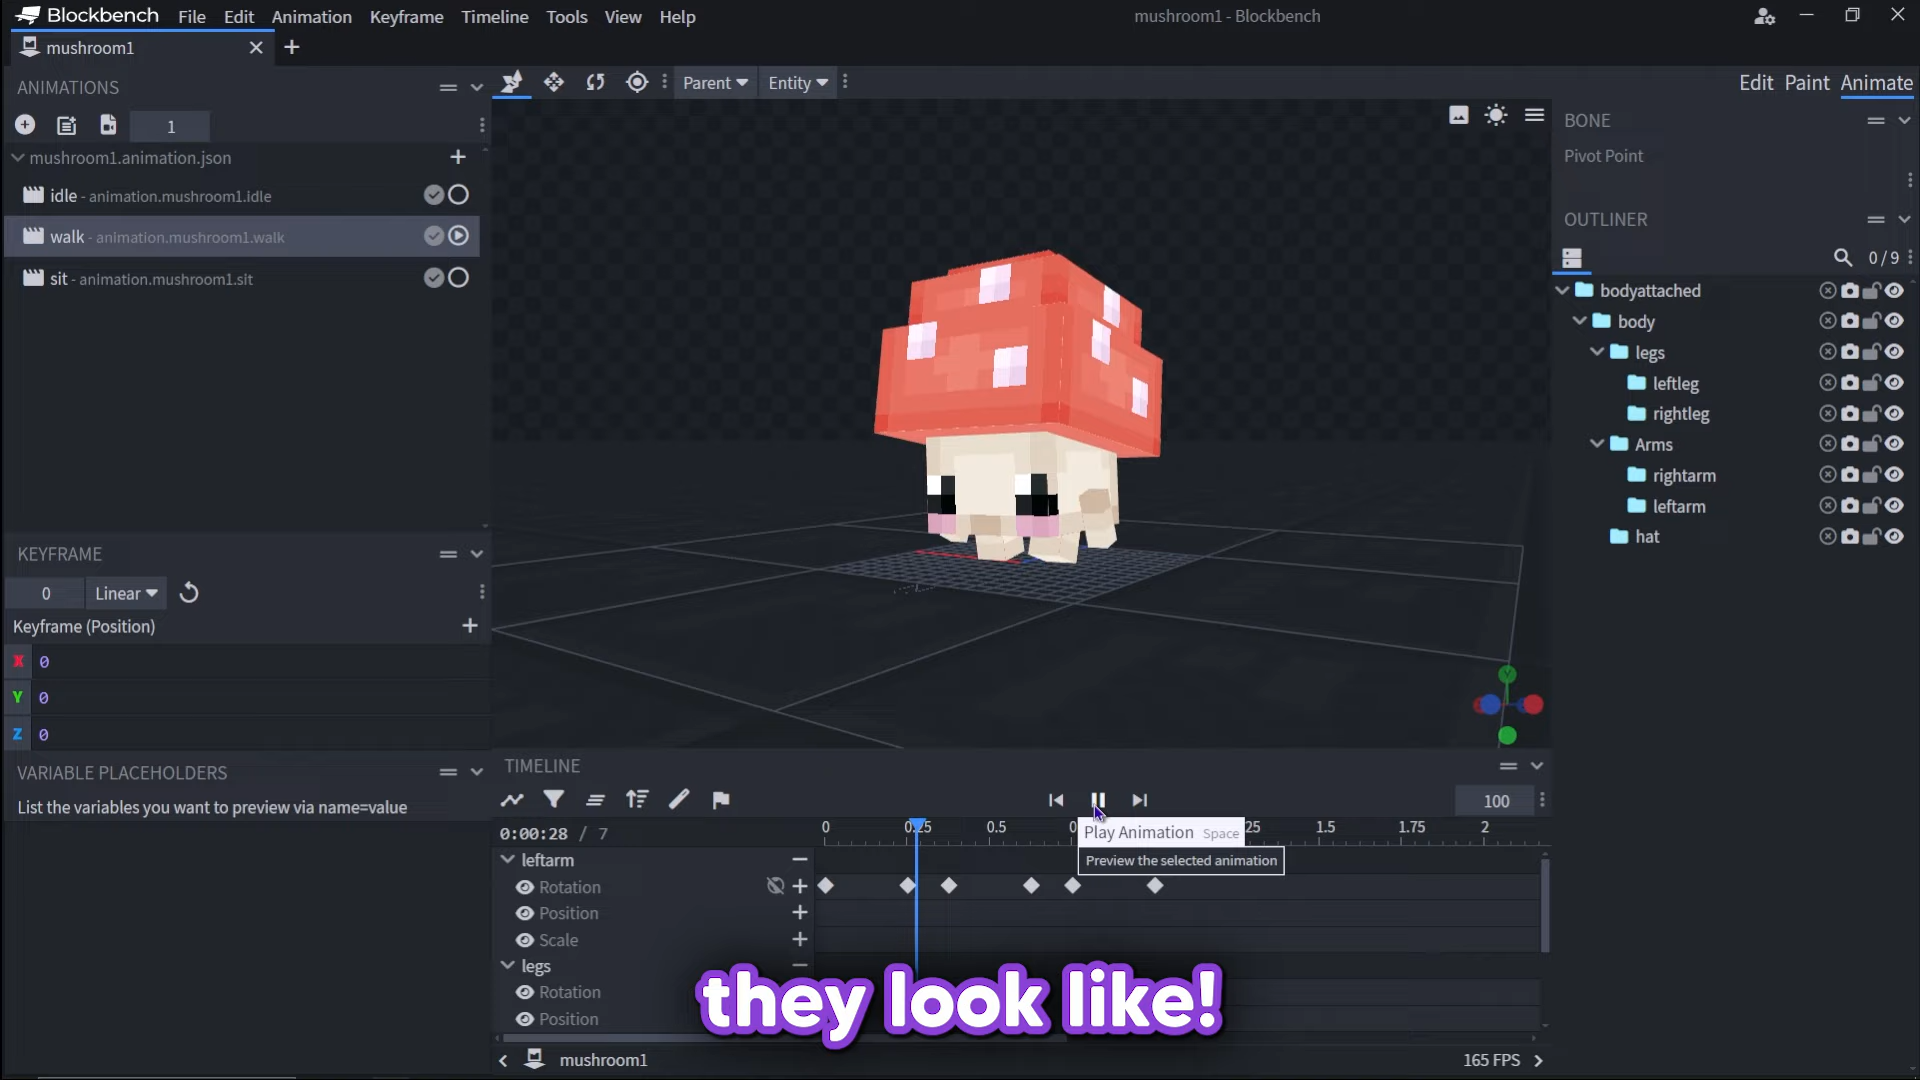 Blockbench File Edit Animation Keyframe Timeline Tools View Help
mushroom1 - Blockbench
mushroom1
ANIMATIONS
1
mushroom1.animation.json
idle - animation.mushroom1.idle
walk - animation.mushroom1.walk
sit - animation.mushroom1.sit
KEYFRAME
0 Linear
Keyframe (Position)
X 0
Y 0
Z 0
VARIABLE PLACEHOLDERS
List the variables you want to preview via name=value
Parent Entity
Edit Paint Animate
BONE
Pivot Point
OUTLINER
0/9
bodyattached
body
legs
leftleg
rightleg
Arms
rightarm
leftarm
hat
Y
TIMELINE
100
0:00:28 / 7
0 0.25 0.5 1.5 1.75 2
Play Animation Space
Preview the selected animation
leftarm
Rotation
Position
Scale
legs
Rotation
Position
they look like!
mushroom1
165 FPS